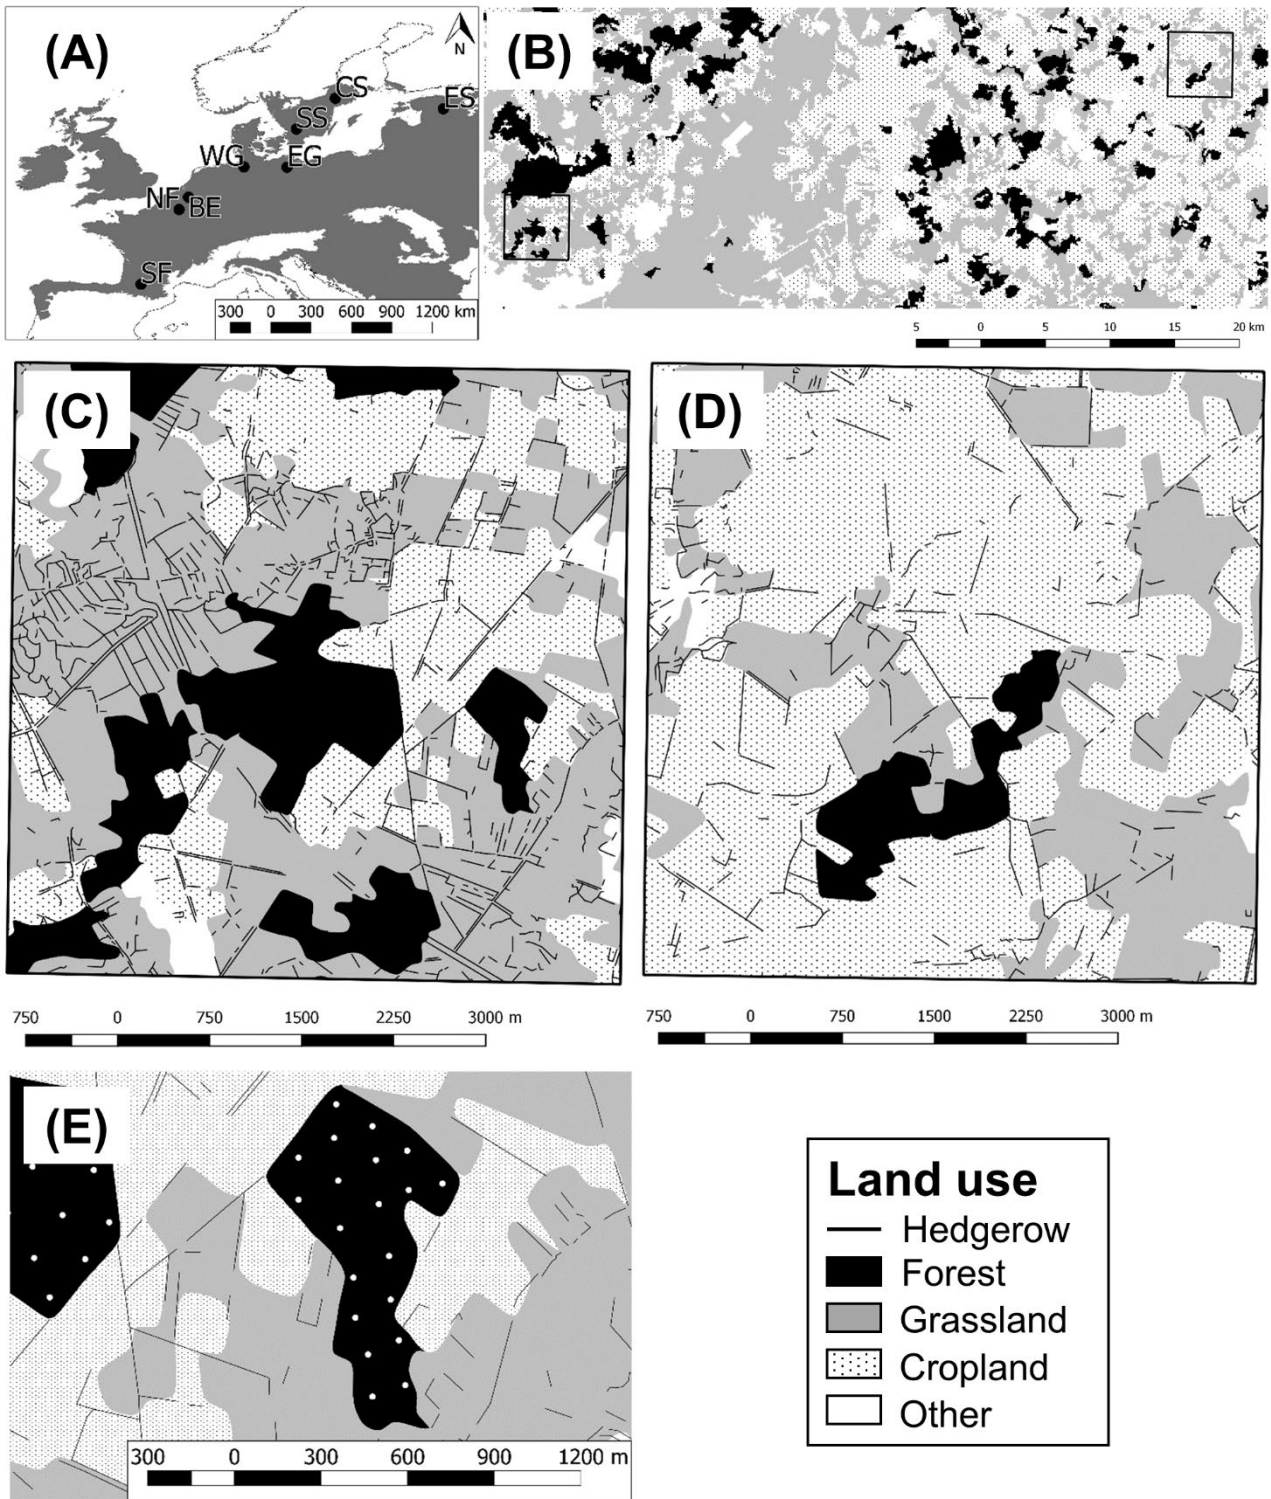 (A)
N
CS
ES
SS
WG
EG
NF
BE
SF
300 0 300 600 900 1200 km
(B)
5 0 5 10 15 20 km
(C)
(D)
750 0 750 1500 2250 3000 m
750 0 750 1500 2250 3000 m
(E)
300 0 300 600 900 1200 m
Land use
Hedgerow
Forest
Grassland
Cropland
Other